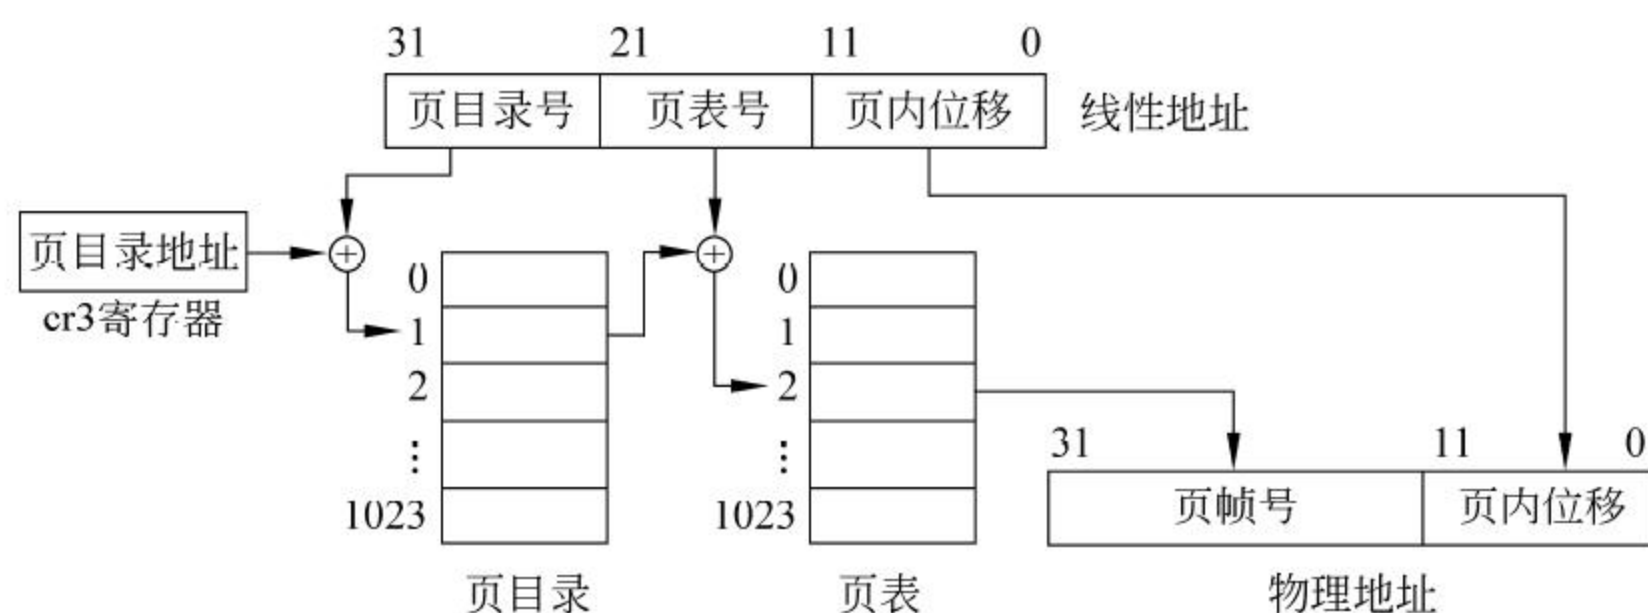 31 21 11 0
页目录号 页表号 页内位移 线性地址
页目录地址
cr3寄存器
0
1
2
⋮
1023
页目录
0
1
2
⋮
1023
页表
31 11 0
页帧号 页内位移
物理地址